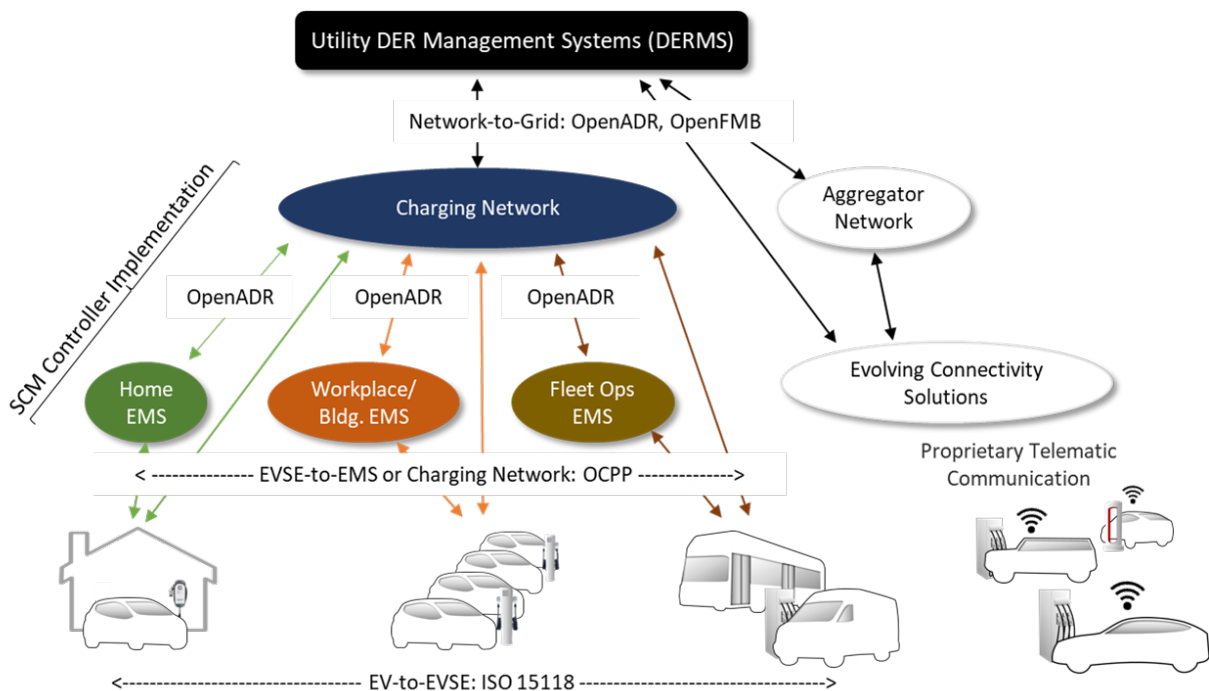 Utility DER Management Systems (DERMS)
Network-to-Grid: OpenADR, OpenFMB
SCM Controller Implementation
Charging Network
Aggregator
Network
OpenADR
OpenADR
OpenADR
Home
EMS
Workplace/
Bldg. EMS
Fleet Ops
EMS
Evolving Connectivity
Solutions
<-------------- EVSE-to-EMS or Charging Network: OCPP ------------->
Proprietary Telematic
Communication
<------------------------------ EV-to-EVSE: ISO 15118------------------------------->